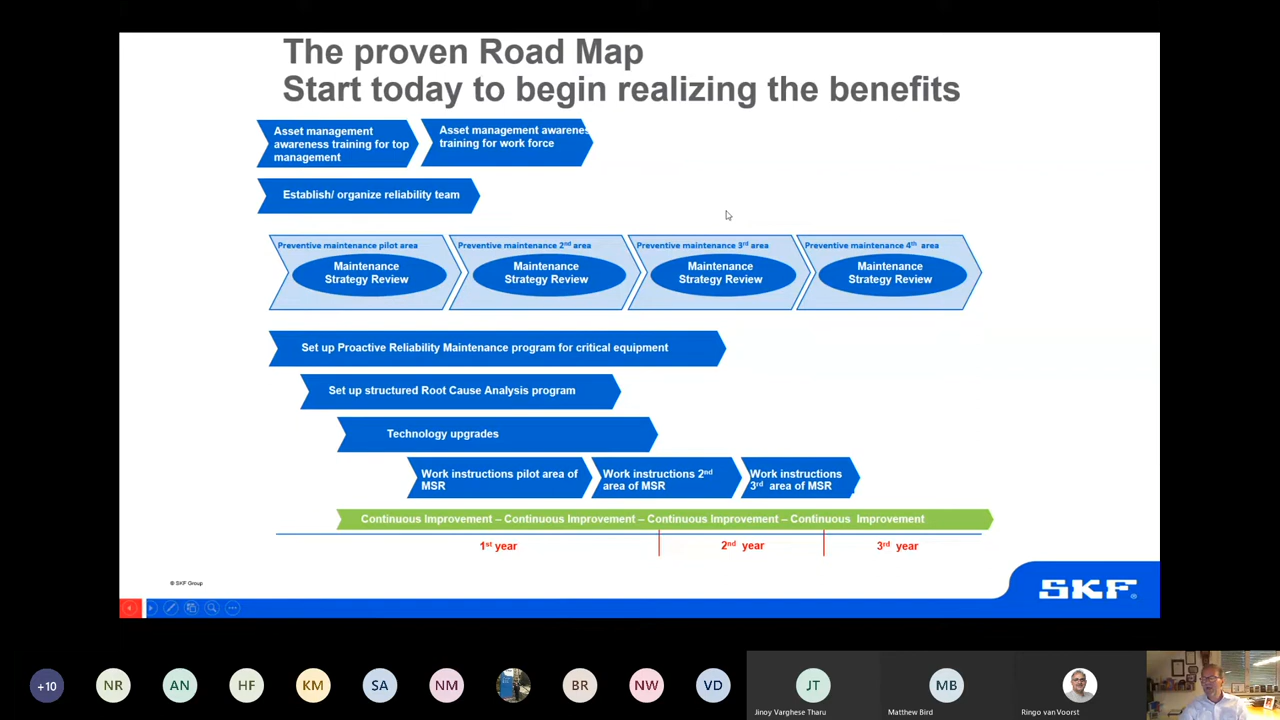 The proven Road Map
Start today to begin realizing the benefits
Asset management
awareness training for top
management
Asset management awarenes
training for work force
Establish/ organize reliability team
Preventive maintenance pilot area
Maintenance
Strategy Review
Preventive maintenance 2nd area
Maintenance
Strategy Review
Preventive maintenance 3rd area
Maintenance
Strategy Review
Preventive maintenance 4th area
Maintenance
Strategy Review
Set up Proactive Reliability Maintenance program for critical equipment
Set up structured Root Cause Analysis program
Technology upgrades
Work instructions pilot area of
MSR
Work instructions 2nd
area of MSR
Work instructions
3rd area of MSR
Continuous Improvement – Continuous Improvement – Continuous Improvement – Continuous Improvement
1st year
2nd year
3rd year
© SKF Group
SKF®
+10
NR
AN
HF
KM
SA
NM
BR
NW
VD
JT
Jinoy Varghese Tharu
MB
Matthew Bird
Ringo van Voorst